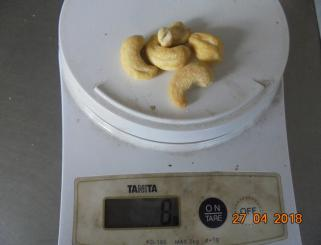 TANITA
8
ON
TARE
OFF
27 04 2018